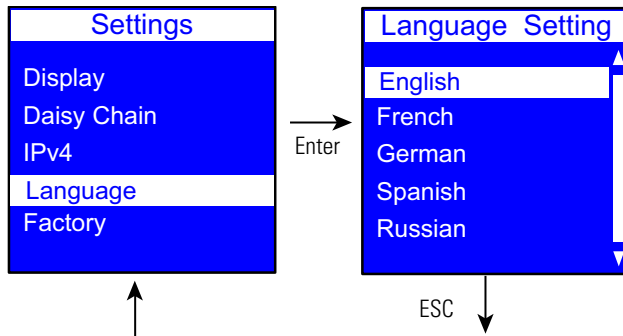 Settings
Display
Daisy Chain
IPv4
Language
Factory
Enter
Language Setting
English
French
German
Spanish
Russian
ESC